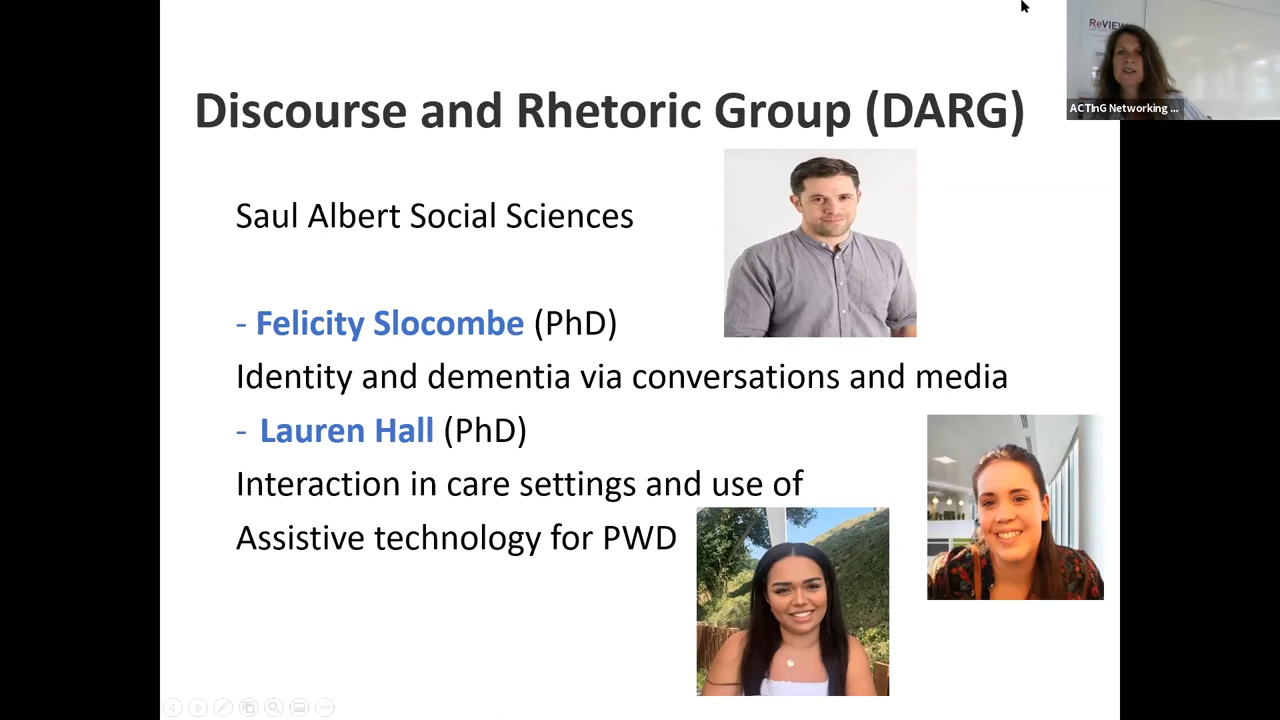 Discourse and Rhetoric Group (DARG)
ReVIEW
ACTInG Networking ...
Saul Albert Social Sciences
- Felicity Slocombe (PhD)
Identity and dementia via conversations and media
- Lauren Hall (PhD)
Interaction in care settings and use of
Assistive technology for PWD